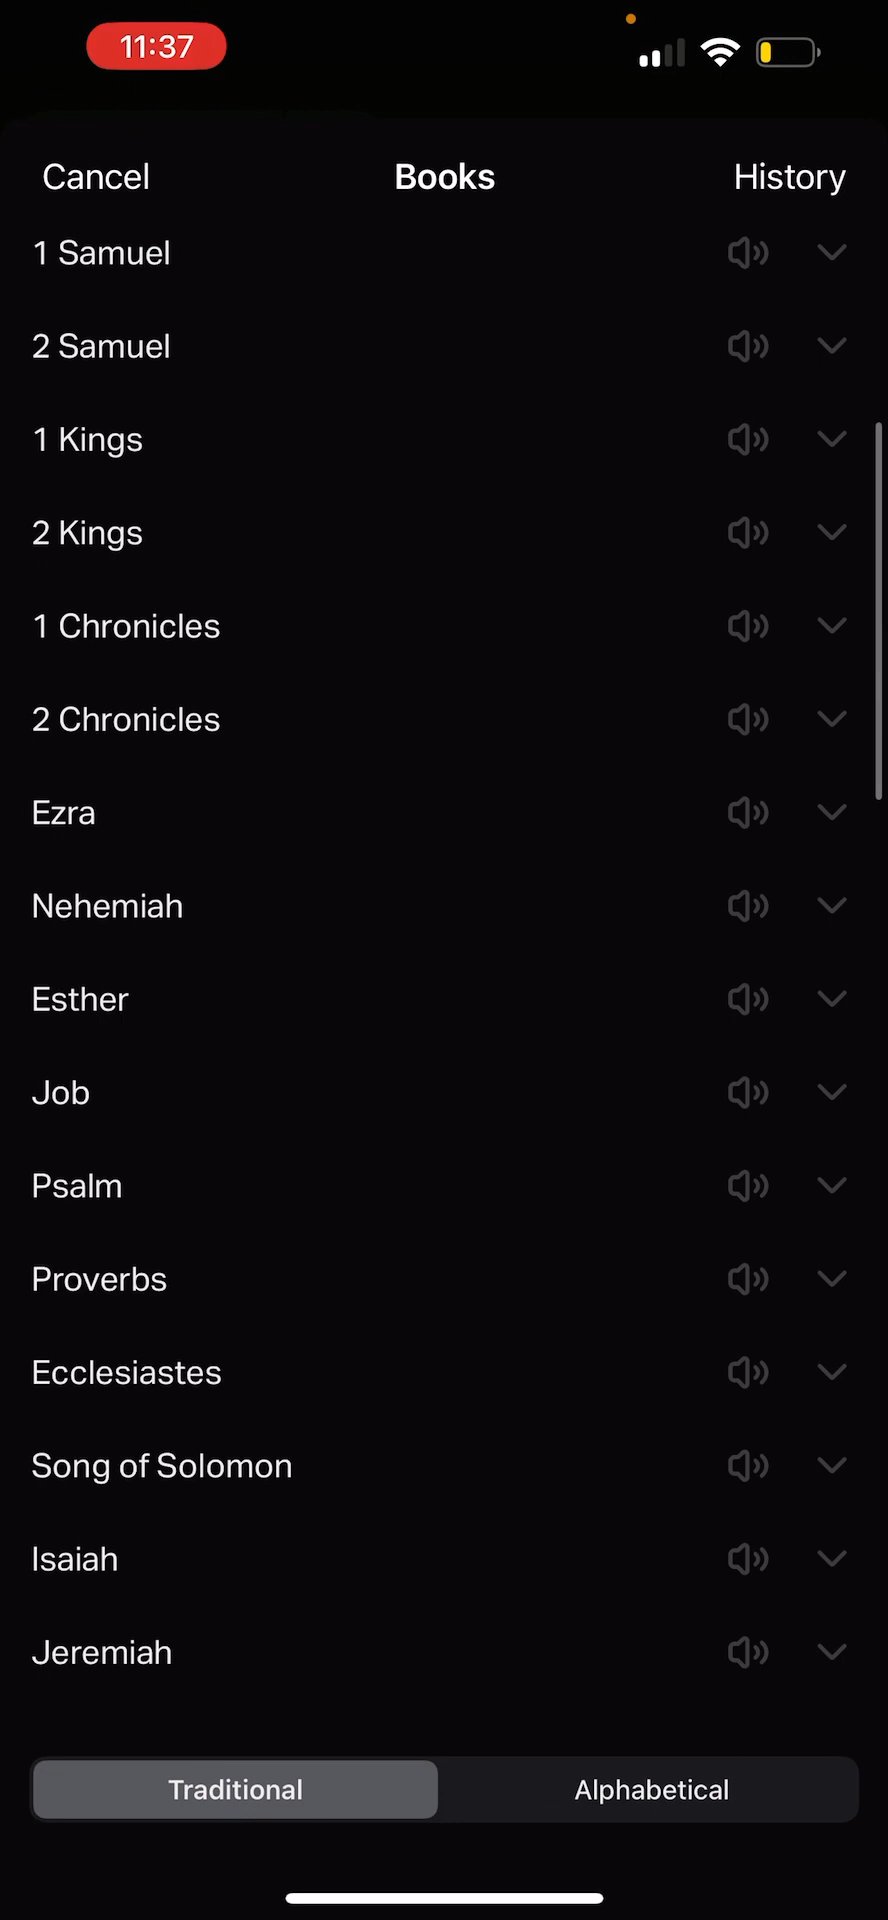 11:37
Cancel Books History
1 Samuel
2 Samuel
1 Kings
2 Kings
1 Chronicles
2 Chronicles
Ezra
Nehemiah
Esther
Job
Psalm
Proverbs
Ecclesiastes
Song of Solomon
Isaiah
Jeremiah
Traditional Alphabetical